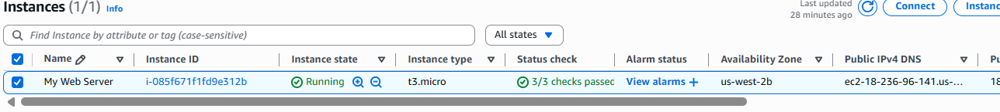 Instances (1/1) Info
Last updated
28 minutes ago
Connect
Instanc
Find Instance by attribute or tag (case-sensitive)
All states
Name Instance ID Instance state Instance type Status check Alarm status Availability Zone Public IPv4 DNS Pu
My Web Server i-085f671f1fd9e312b Running t3.micro 3/3 checks passed View alarms + us-west-2b ec2-18-236-96-141.us-... 18